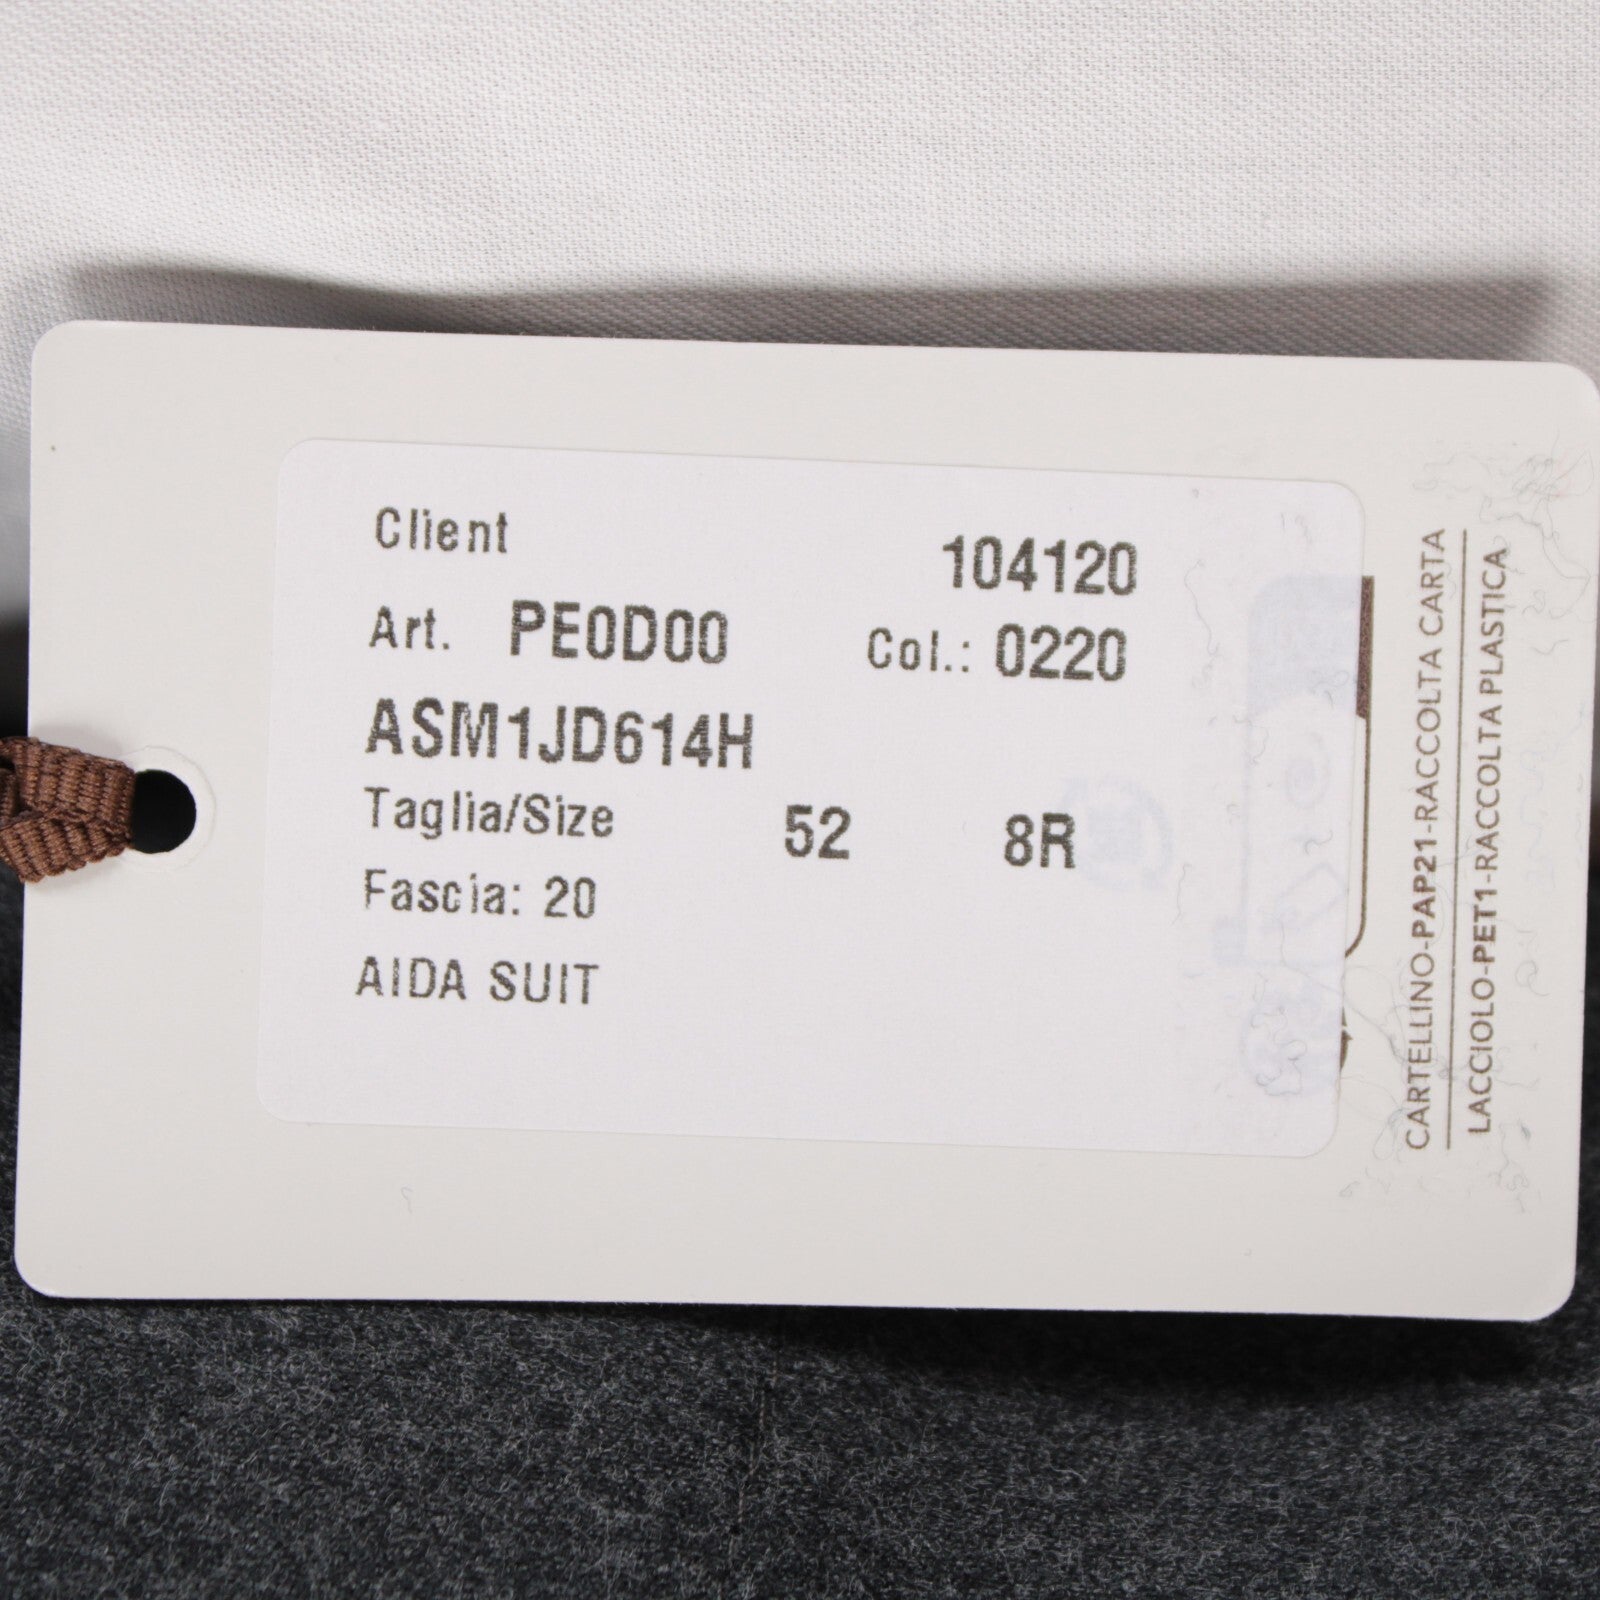 Client 104120
Art. PE0D00 Col.: 0220
ASM1JD614H
Taglia/Size 52 8R
Fascia: 20
AIDA SUIT
CARTELLINO-PAP21-RACCOLTA CARTA
LACCIOLO-PET1-RACCOLTA PLASTICA